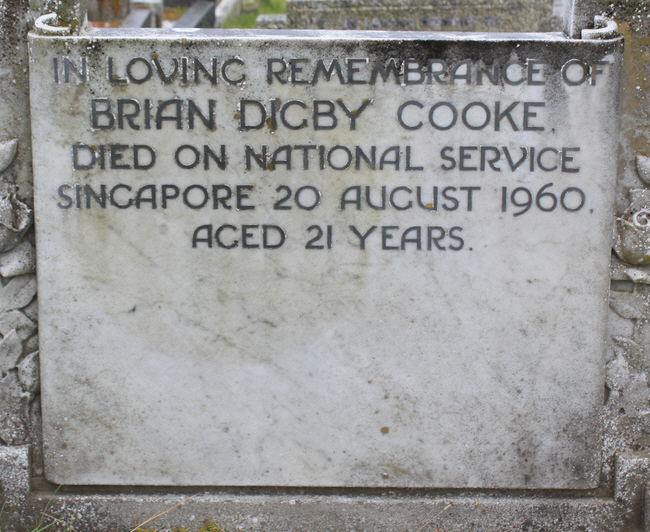 IN LOVING REMEMBRANCE OF
BRIAN DIGBY COOKE.
DIED ON NATIONAL SERVICE
SINGAPORE 20 AUGUST 1960.
AGED 21 YEARS.